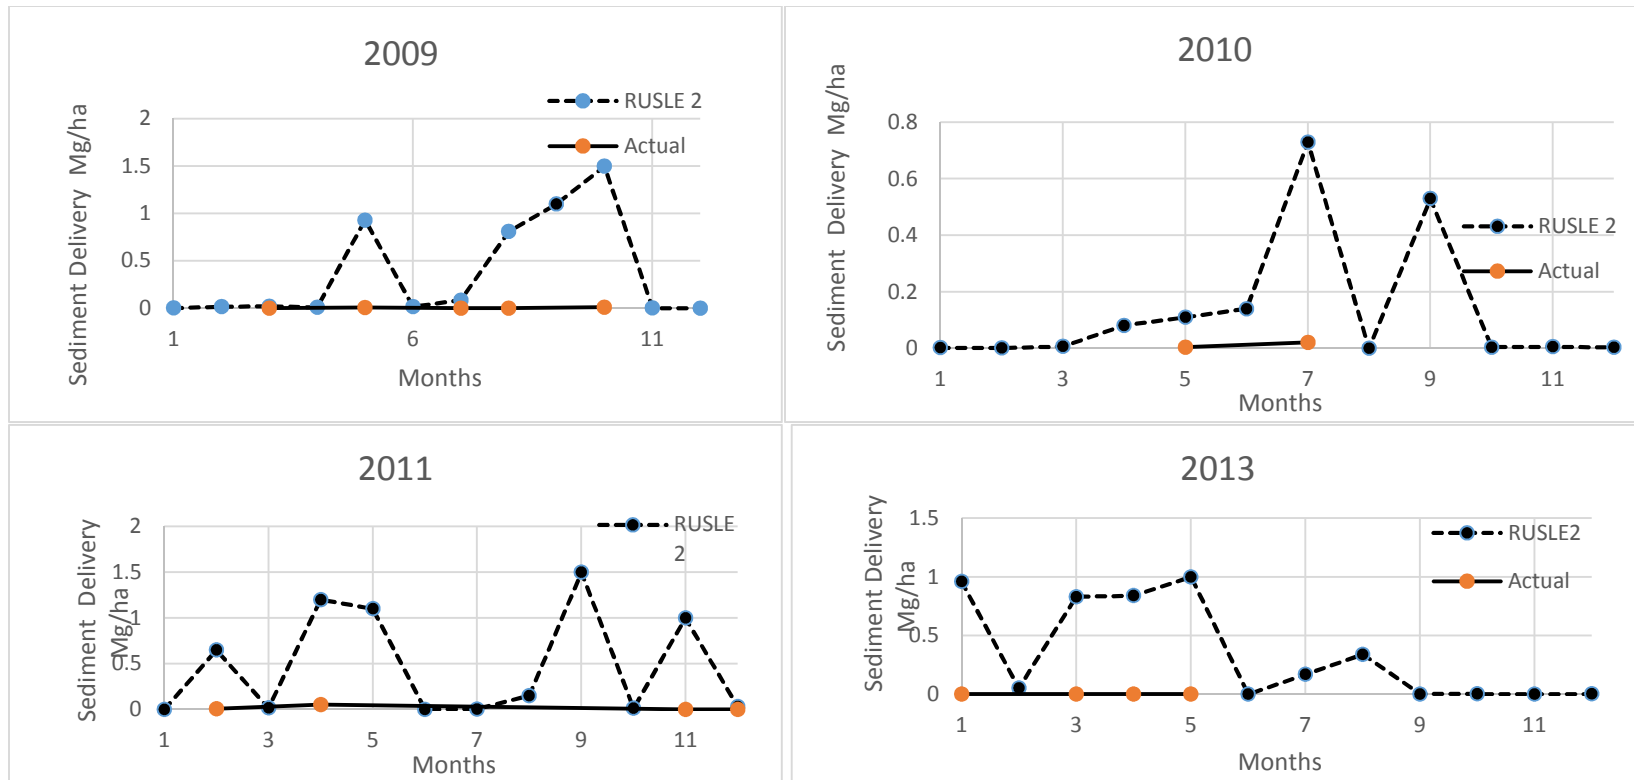 2009
Sediment Delivery Mg/ha
2
1.5
1
0.5
0
1
6
11
Months
RUSLE 2
Actual
2010
Sediment Delivery Mg/ha
0.8
0.6
0.4
0.2
0
1
3
5
7
9
11
Months
RUSLE 2
Actual
2011
Sediment Delivery
Mg/ha
2
1.5
1
0.5
0
1
3
5
7
9
11
Months
RUSLE
2
2013
Sediment Delivery
Mg/ha
1.5
1
0.5
0
1
3
5
7
9
11
Months
RUSLE2
Actual